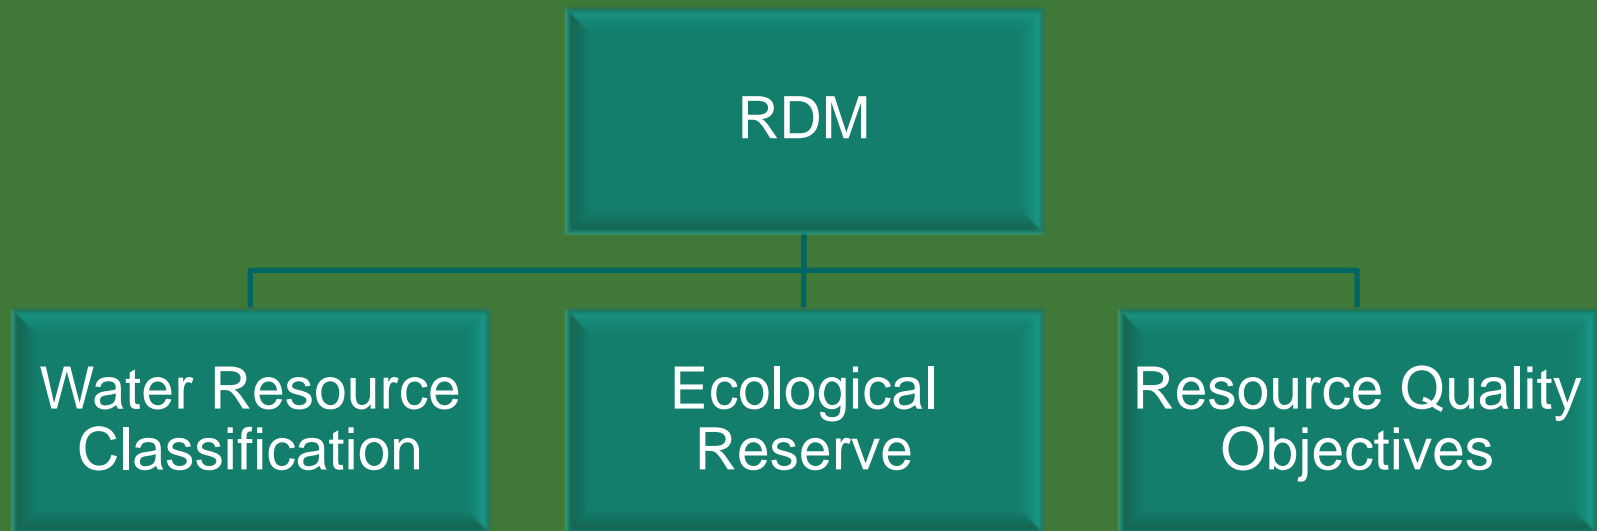 RDM
Water Resource
Classification
Ecological
Reserve
Resource Quality
Objectives